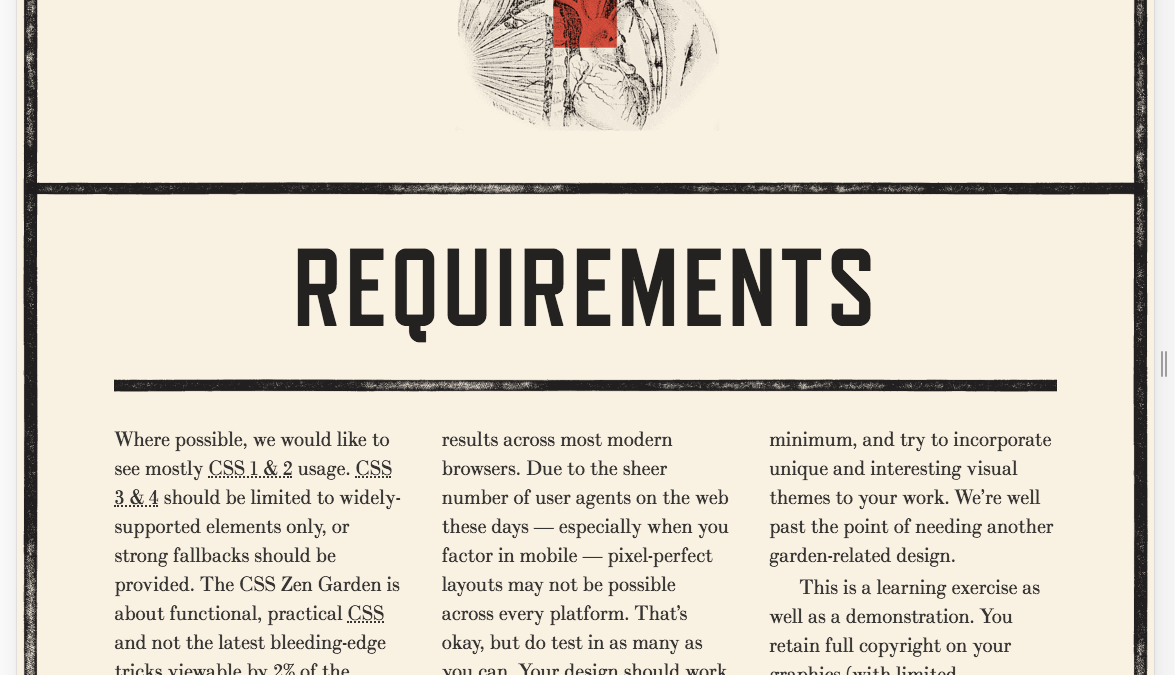 REQUIREMENTS
Where possible, we would like to
see mostly CSS 1 & 2 usage. CSS
3 & 4 should be limited to widely-
supported elements only, or
strong fallbacks should be
provided. The CSS Zen Garden is
about functional, practical CSS
and not the latest bleeding-edge
tricks viewable by 2% of the
results across most modern
browsers. Due to the sheer
number of user agents on the web
these days — especially when you
factor in mobile — pixel-perfect
layouts may not be possible
across every platform. That’s
okay, but do test in as many as
you can. Your design should work
minimum, and try to incorporate
unique and interesting visual
themes to your work. We’re well
past the point of needing another
garden-related design.
This is a learning exercise as
well as a demonstration. You
retain full copyright on your
graphics (with limited